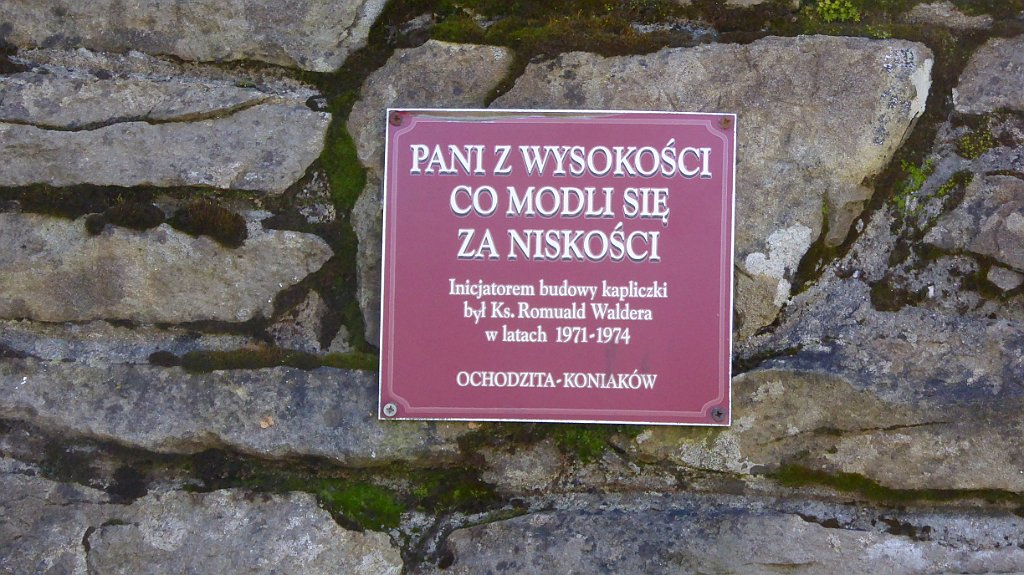 PANI Z WYSOKOŚCI
CO MODLI SIĘ
ZA NISKOŚCI
Inicjatorem budowy kapliczki
był Ks. Romuald Waldera
w latach 1971-1974
OCHODZITA-KONIAKÓW